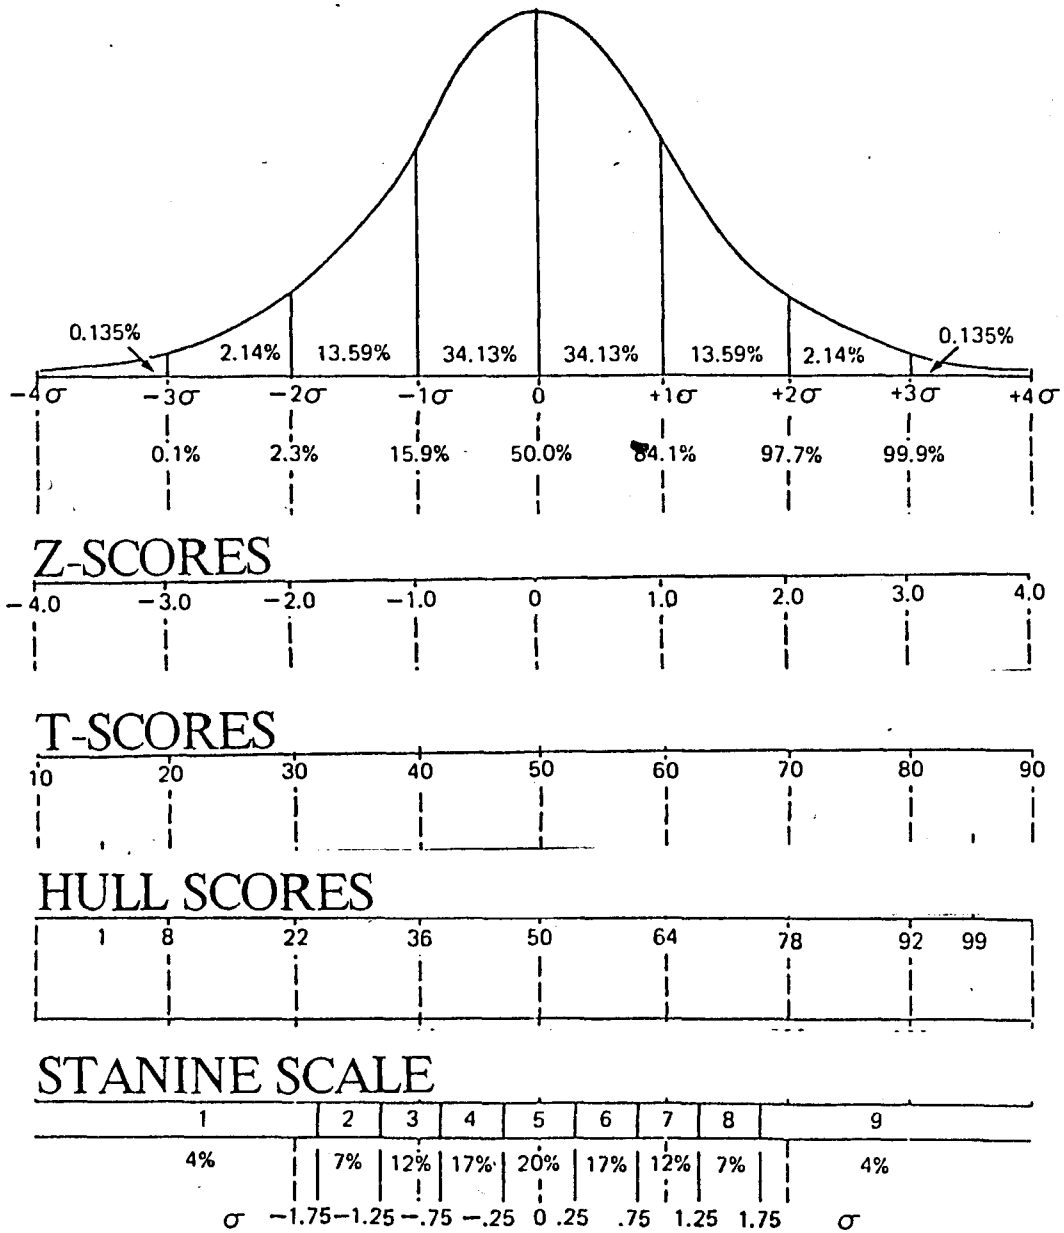 0.135% 0.135%
2.14% 13.59% 34.13% 34.13% 13.59% 2.14%
−4σ −3σ −2σ −1σ 0 +1σ +2σ +3σ +4σ
0.1% 2.3% 15.9% 50.0% 84.1% 97.7% 99.9%
Z-SCORES
−4.0 −3.0 −2.0 −1.0 0 1.0 2.0 3.0 4.0
T-SCORES
10 20 30 40 50 60 70 80 90
HULL SCORES
1 8 22 36 50 64 78 92 99
STANINE SCALE
1 2 3 4 5 6 7 8 9
4% 7% 12% 17% 20% 17% 12% 7% 4%
σ −1.75 −1.25 −.75 −.25 0 .25 .75 1.25 1.75 σ